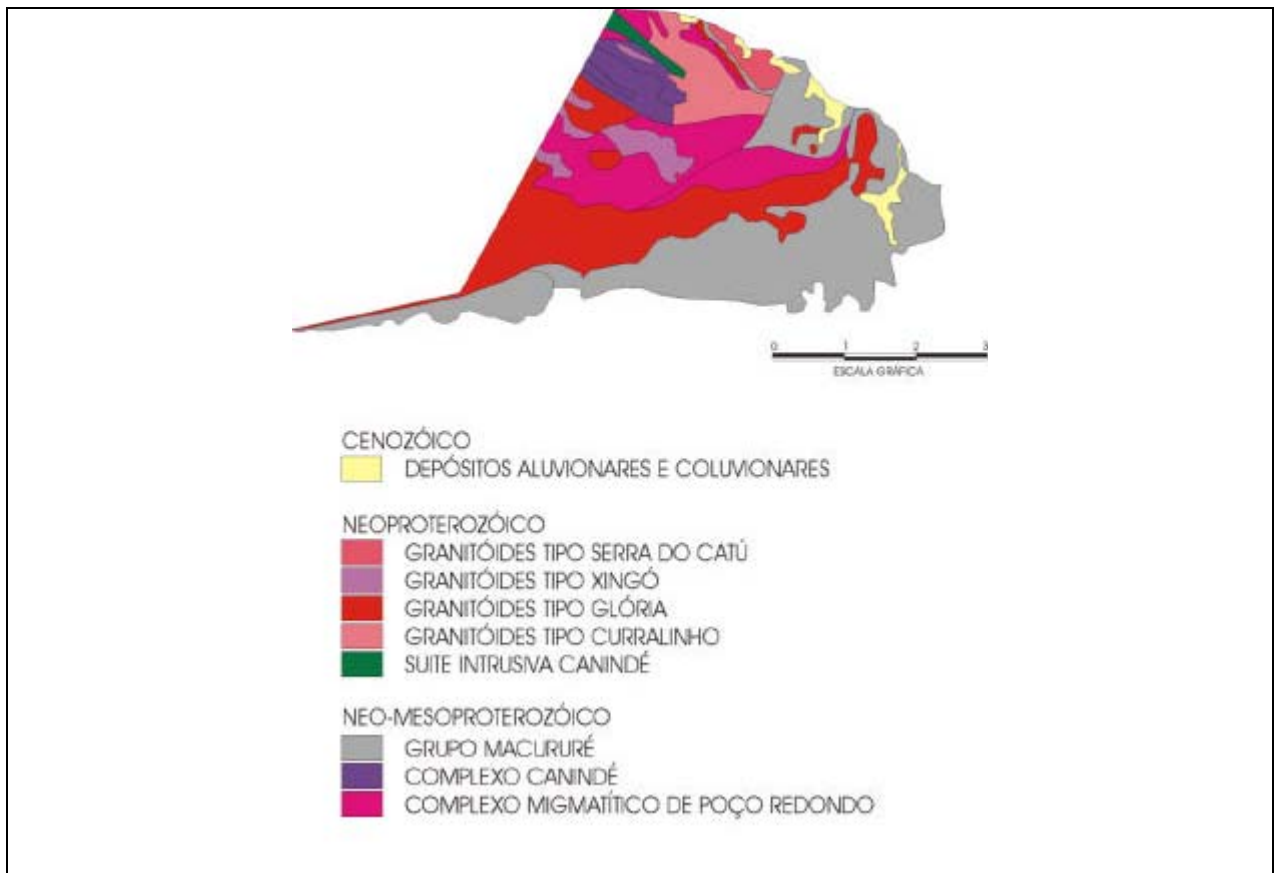 0 1 2 3
ESCALA GRÁFICA
CENOZÓICO
DEPÓSITOS ALUVIONARES E COLUVIONARES
NEOPROTEROZÓICO
GRANITÓIDES TIPO SERRA DO CATÚ
GRANITÓIDES TIPO XINGÓ
GRANITÓIDES TIPO GLÓRIA
GRANITÓIDES TIPO CURRALINHO
SUITE INTRUSIVA CANINDÉ
NEO-MESOPROTEROZÓICO
GRUPO MACURURÉ
COMPLEXO CANINDÉ
COMPLEXO MIGMATÍTICO DE POÇO REDONDO